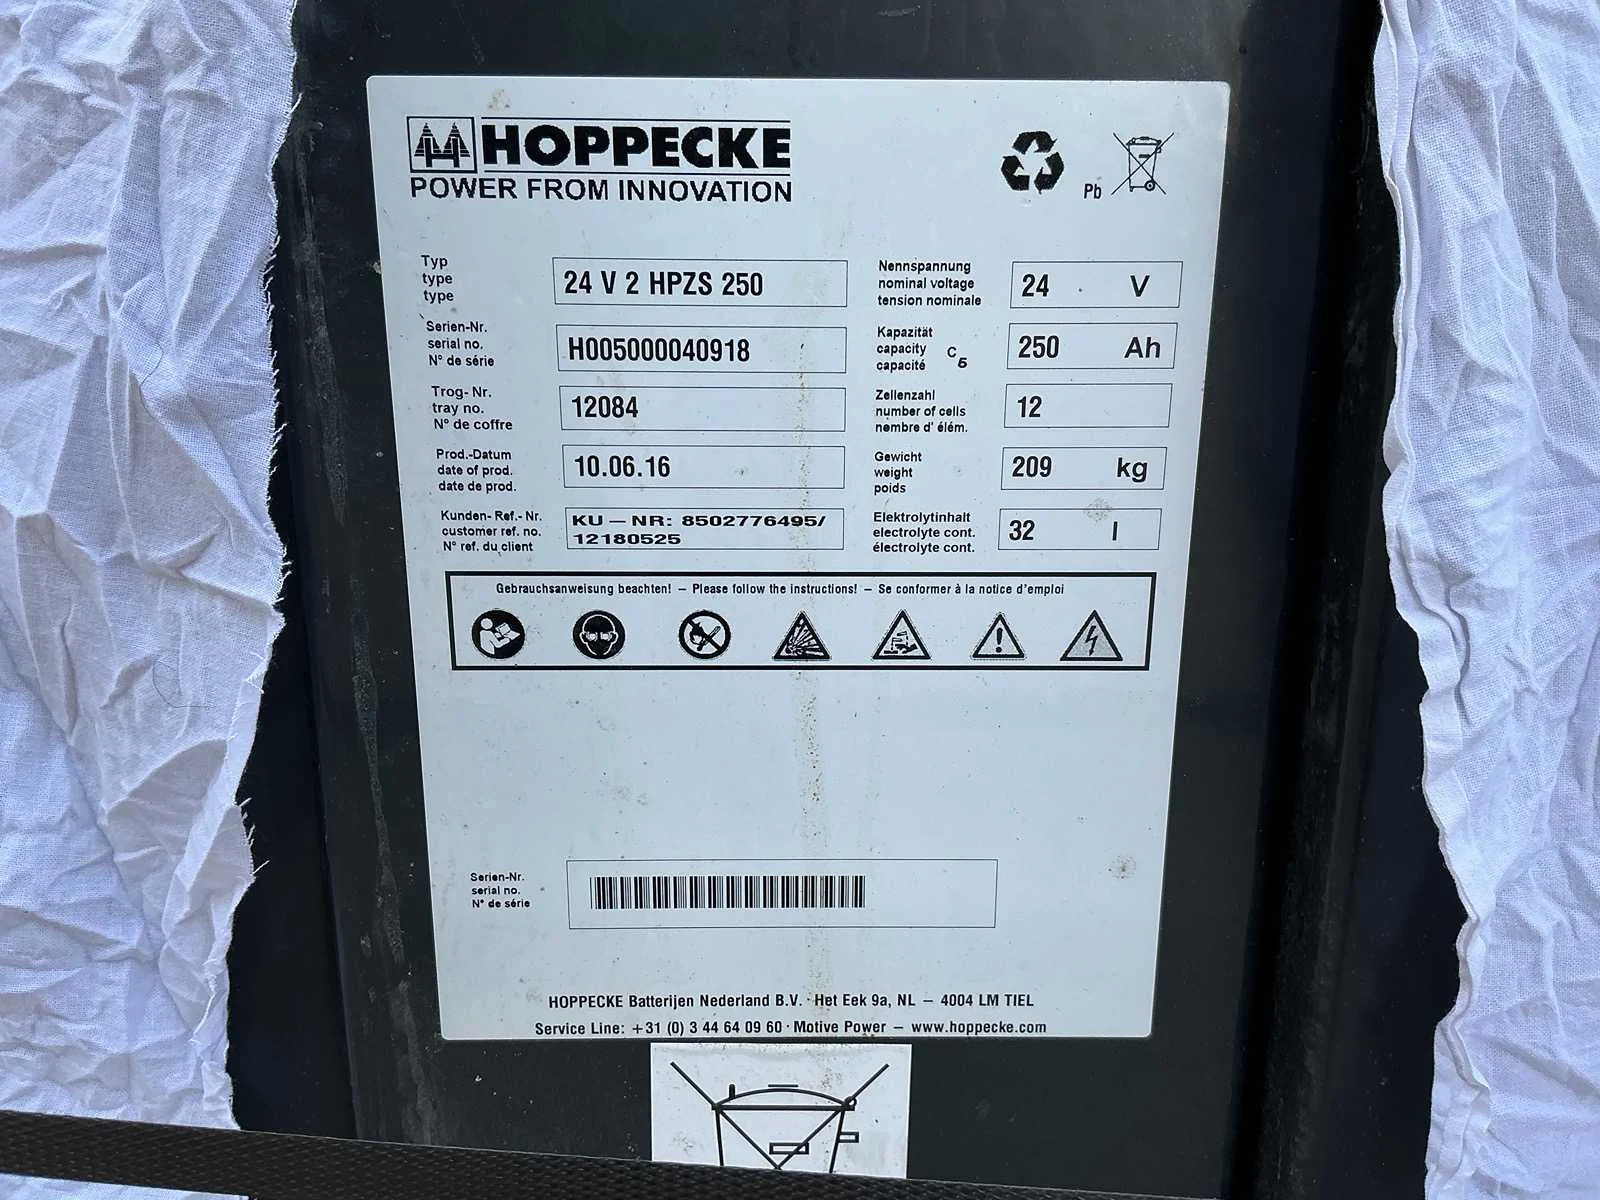 HOPPECKE
POWER FROM INNOVATION
Pb
Typ
type
type
24 V 2 HPZS 250
Nennspannung
nominal voltage
tension nominale
24 V
Serien-Nr.
serial no.
N° de série
H005000040918
Kapazität
capacity C5
capacité
250 Ah
Trog- Nr.
tray no.
N° de coffre
12084
Zellenzahl
number of cells
nombre d' élém.
12
Prod.-Datum
date of prod.
date de prod.
10.06.16
Gewicht
weight
poids
209 kg
Kunden- Ref.- Nr.
customer ref. no.
N° ref. du client
KU – NR: 8502776495/
12180525
Elektrolytinhalt
electrolyte cont.
électrolyte cont.
32 l
Gebrauchsanweisung beachten! – Please follow the instructions! – Se conformer à la notice d'emploi
Serien-Nr.
serial no.
N° de série
HOPPECKE Batterijen Nederland B.V. · Het Eek 9a, NL – 4004 LM TIEL
Service Line: +31 (0) 3 44 64 09 60 · Motive Power – www.hoppecke.com